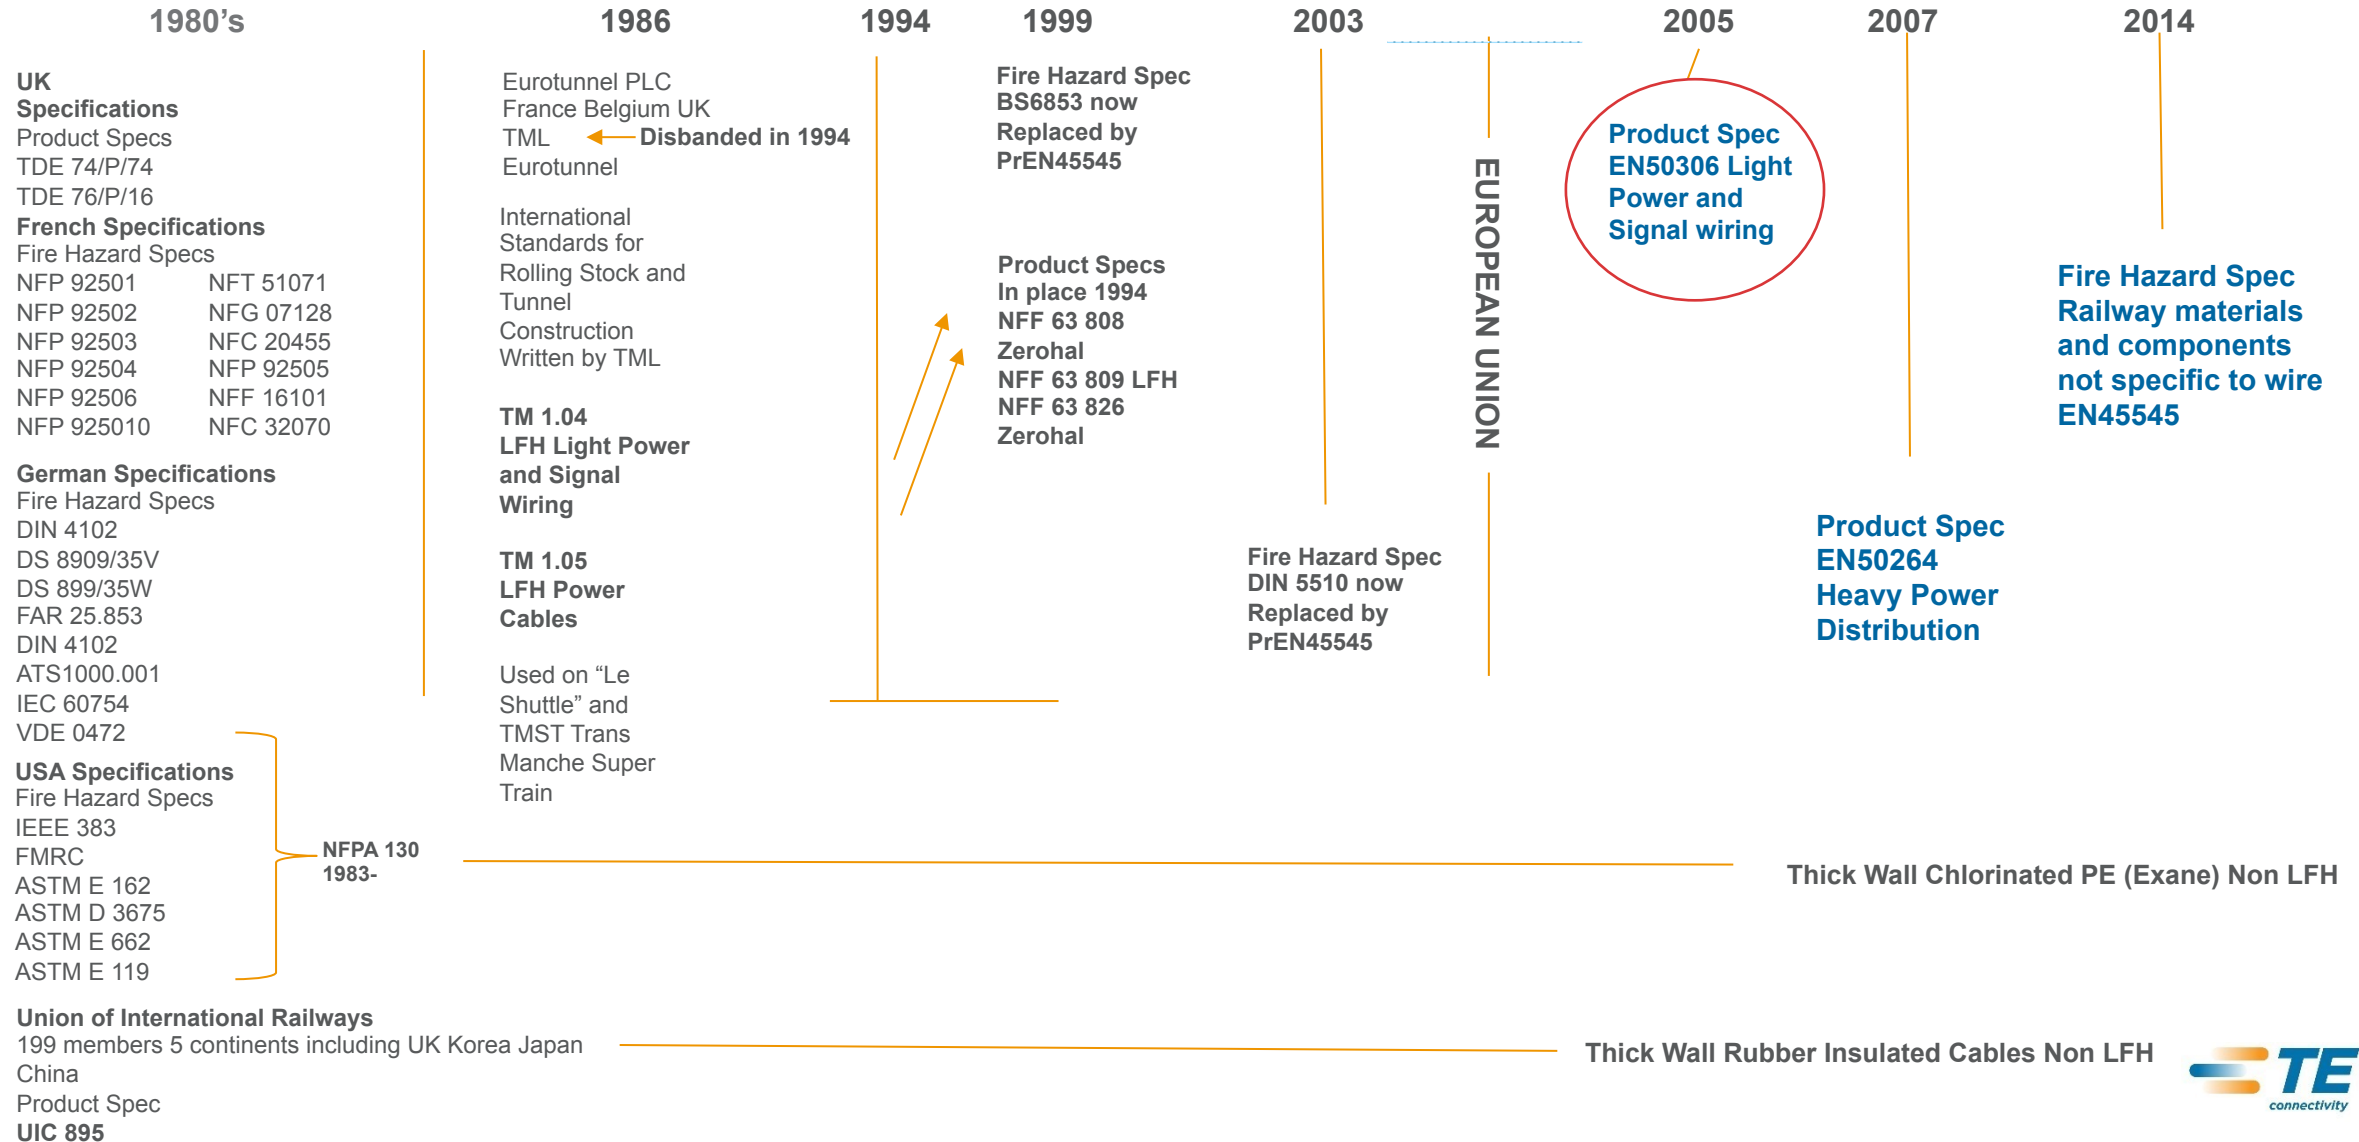 1980's
1986
1994
1999
2003
2005
2007
2014
UK
Specifications
Product Specs
TDE 74/P/74
TDE 76/P/16
French Specifications
Fire Hazard Specs
NFP 92501 NFT 51071
NFP 92502 NFG 07128
NFP 92503 NFC 20455
NFP 92504 NFP 92505
NFP 92506 NFF 16101
NFP 925010 NFC 32070
German Specifications
Fire Hazard Specs
DIN 4102
DS 8909/35V
DS 899/35W
FAR 25.853
DIN 4102
ATS1000.001
IEC 60754
VDE 0472
USA Specifications
Fire Hazard Specs
IEEE 383
FMRC
ASTM E 162
ASTM D 3675
ASTM E 662
ASTM E 119
NFPA 130
1983-
Union of International Railways
199 members 5 continents including UK Korea Japan
China
Product Spec
UIC 895
Eurotunnel PLC
France Belgium UK
TML
Disbanded in 1994
Eurotunnel
International
Standards for
Rolling Stock and
Tunnel
Construction
Written by TML
TM 1.04
LFH Light Power
and Signal
Wiring
TM 1.05
LFH Power
Cables
Used on “Le
Shuttle” and
TMST Trans
Manche Super
Train
Fire Hazard Spec
BS6853 now
Replaced by
PrEN45545
Product Specs
In place 1994
NFF 63 808
Zerohal
NFF 63 809 LFH
NFF 63 826
Zerohal
Fire Hazard Spec
DIN 5510 now
Replaced by
PrEN45545
EUROPEAN UNION
Product Spec
EN50306 Light
Power and
Signal wiring
Product Spec
EN50264
Heavy Power
Distribution
Fire Hazard Spec
Railway materials
and components
not specific to wire
EN45545
Thick Wall Chlorinated PE (Exane) Non LFH
Thick Wall Rubber Insulated Cables Non LFH
TE
connectivity